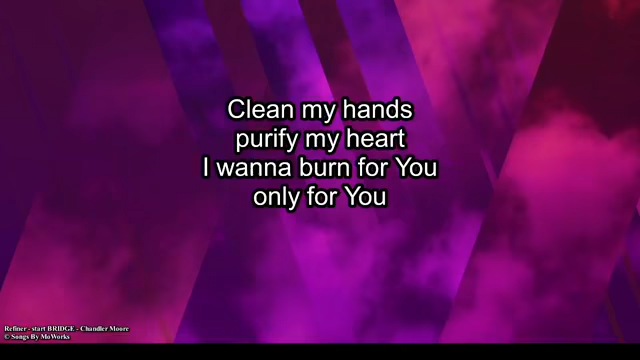 Clean my hands
purify my heart
I wanna burn for You
only for You
Refiner - start BRIDGE - Chandler Moore
© Songs By MoWorks